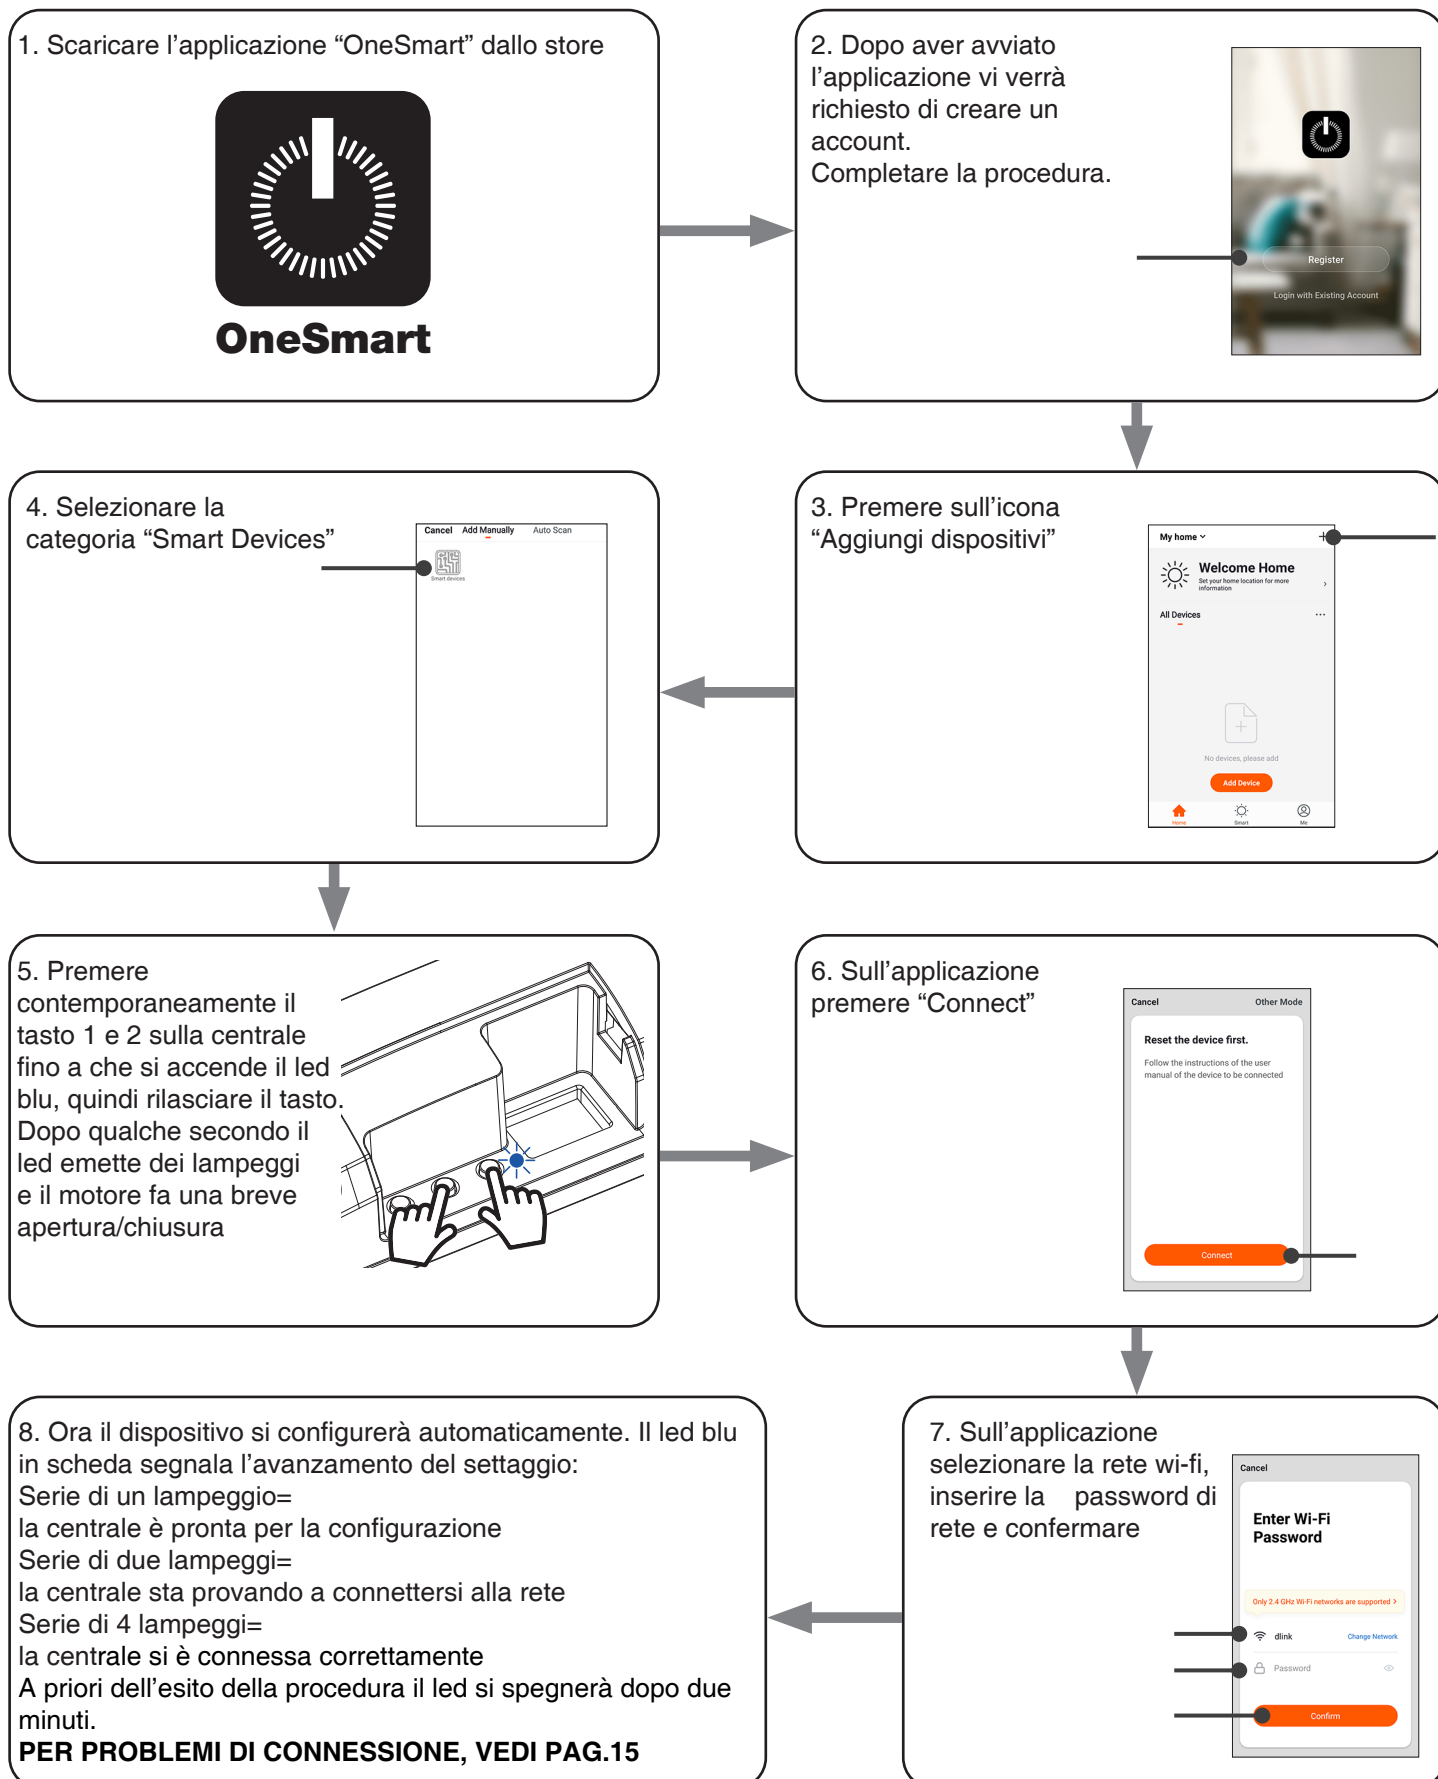 1. Scaricare l’applicazione “OneSmart” dallo store
OneSmart
2. Dopo aver avviato
l’applicazione vi verrà
richiesto di creare un
account.
Completare la procedura.
Register
Login with Existing Account
3. Premere sull’icona
“Aggiungi dispositivi”
My home
+
Welcome Home
Set your home location for more
information
All Devices
No devices, please add
Add Device
Home
Smart
Me
4. Selezionare la
categoria “Smart Devices”
Cancel Add Manually Auto Scan
Smart devices
5. Premere
contemporaneamente il
tasto 1 e 2 sulla centrale
fino a che si accende il led
blu, quindi rilasciare il tasto.
Dopo qualche secondo il
led emette dei lampeggi
e il motore fa una breve
apertura/chiusura
6. Sull’applicazione
premere “Connect”
Cancel Other Mode
Reset the device first.
Follow the instructions of the user
manual of the device to be connected
Connect
7. Sull’applicazione
selezionare la rete wi-fi,
inserire la password di
rete e confermare
Cancel
Enter Wi-Fi
Password
Only 2.4 GHz Wi-Fi networks are supported >
dlink Change Network
Password
Confirm
8. Ora il dispositivo si configurerà automaticamente. Il led blu
in scheda segnala l’avanzamento del settaggio:
Serie di un lampeggio=
la centrale è pronta per la configurazione
Serie di due lampeggi=
la centrale sta provando a connettersi alla rete
Serie di 4 lampeggi=
la centrale si è connessa correttamente
A priori dell’esito della procedura il led si spegnerà dopo due
minuti.
PER PROBLEMI DI CONNESSIONE, VEDI PAG.15